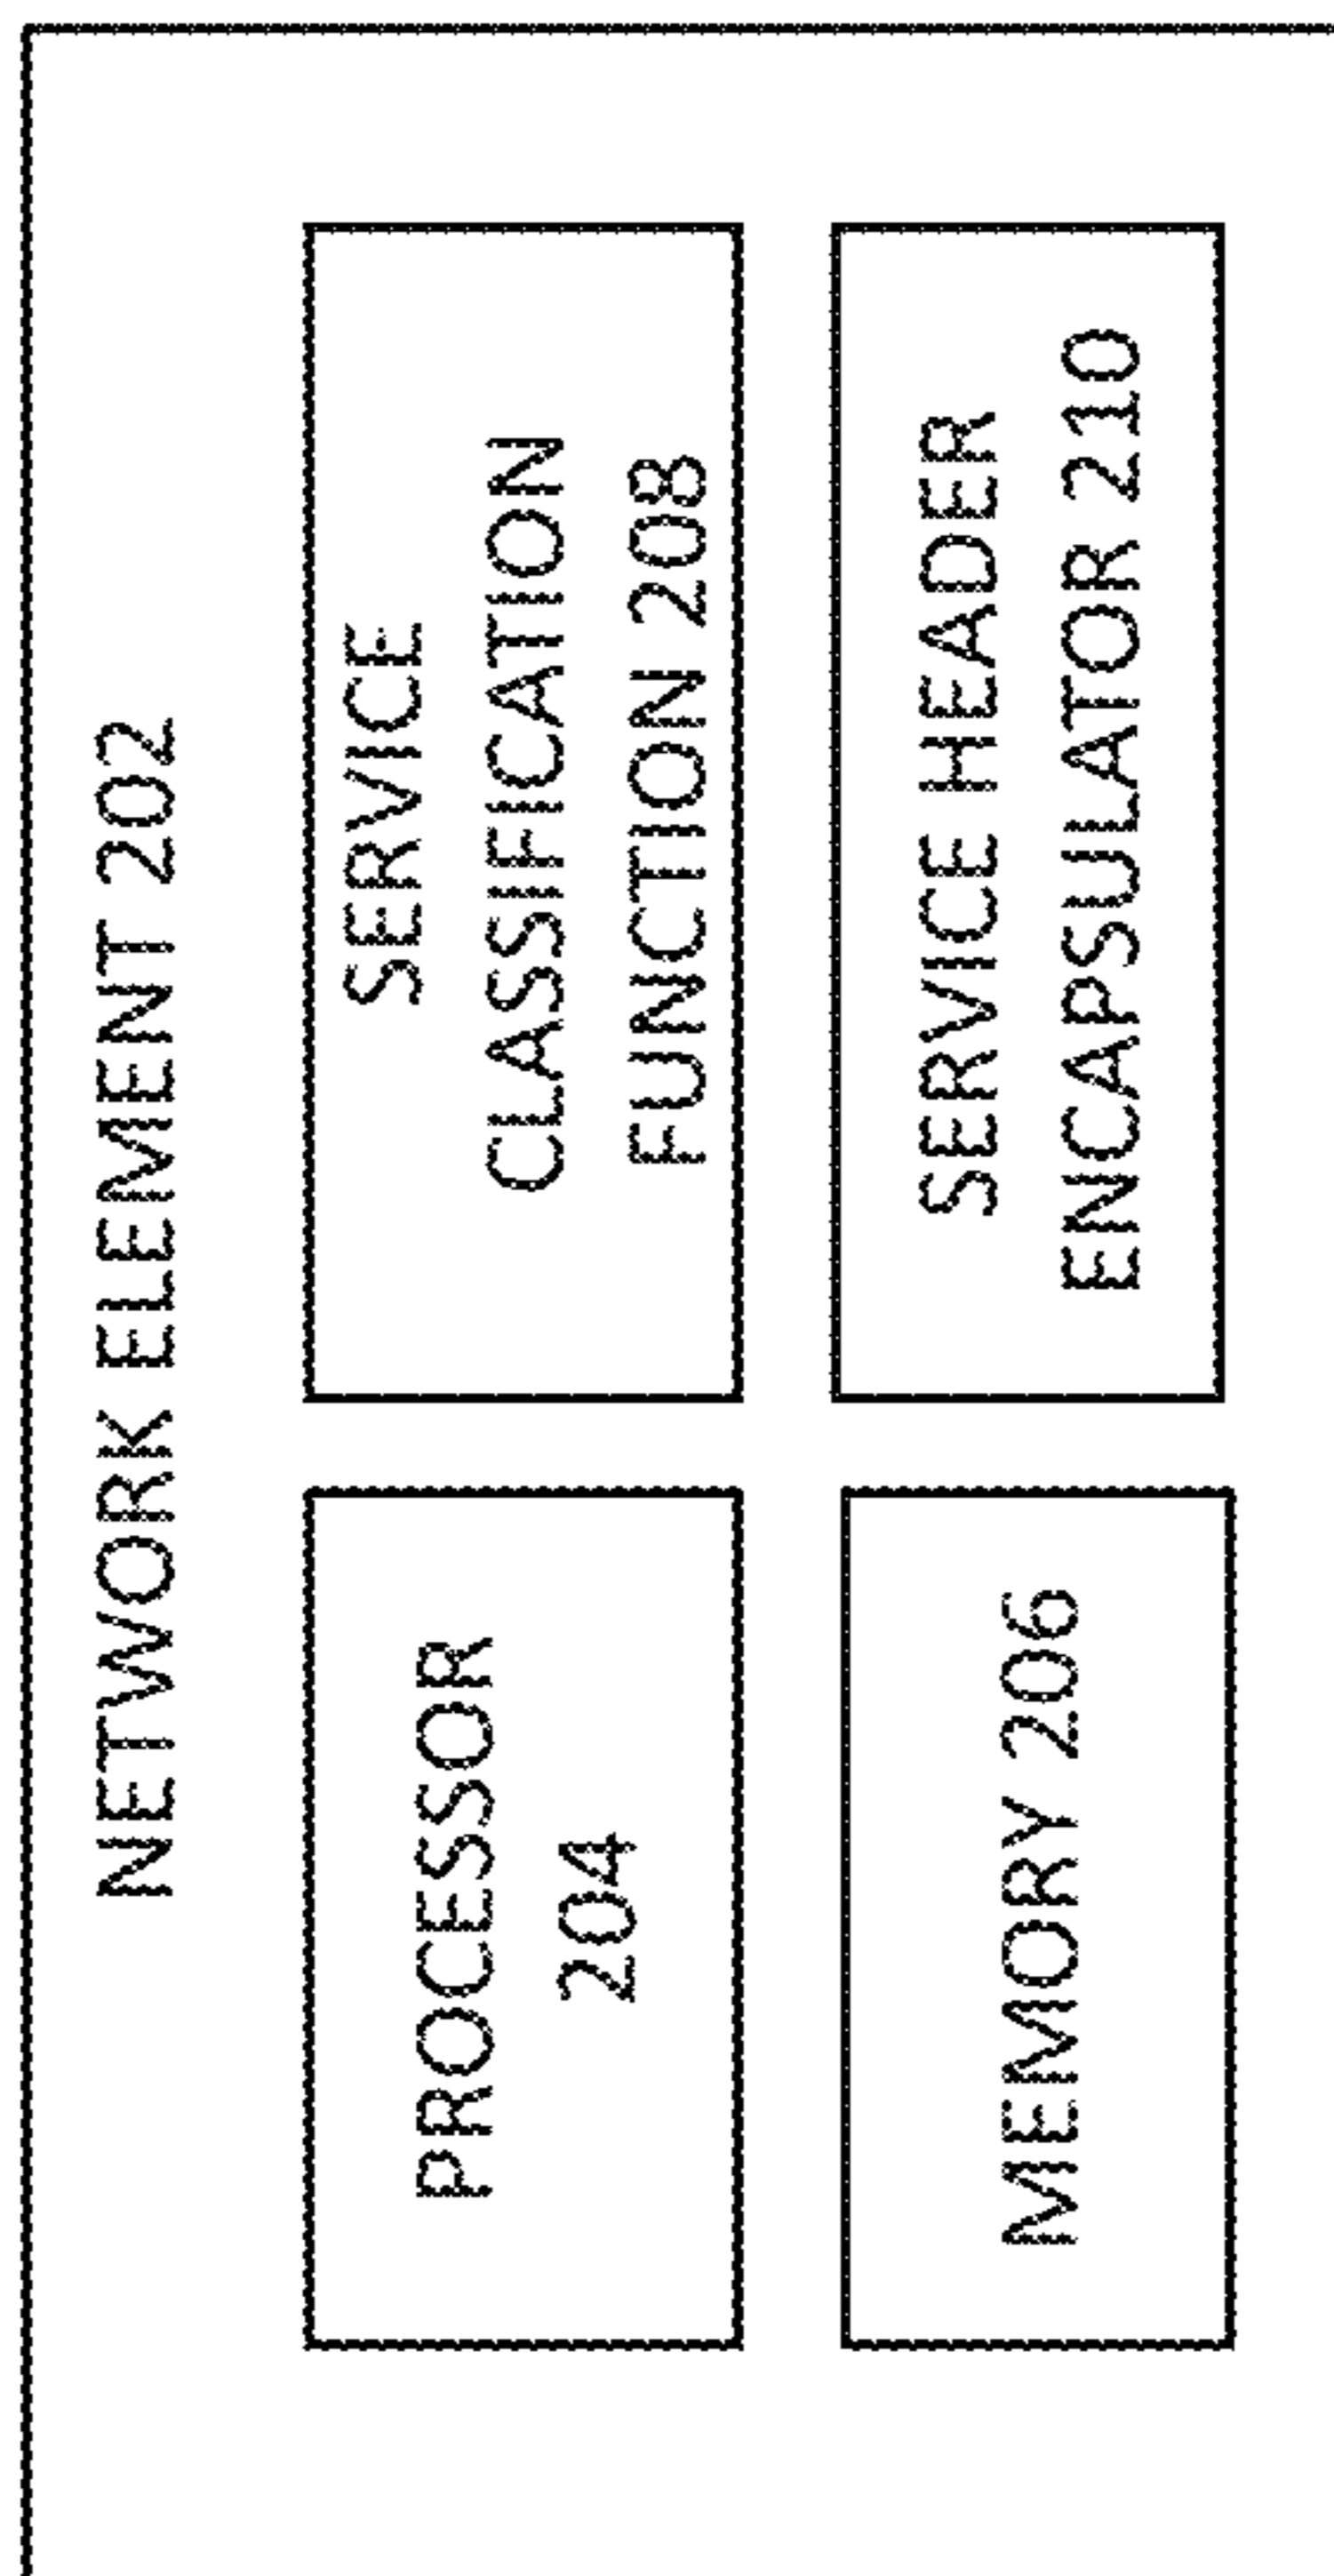 NETWORK ELEMENT 202
PROCESSOR
204
SERVICE
CLASSIFICATION
FUNCTION 208
MEMORY 206
SERVICE HEADER
ENCAPSULATOR 210